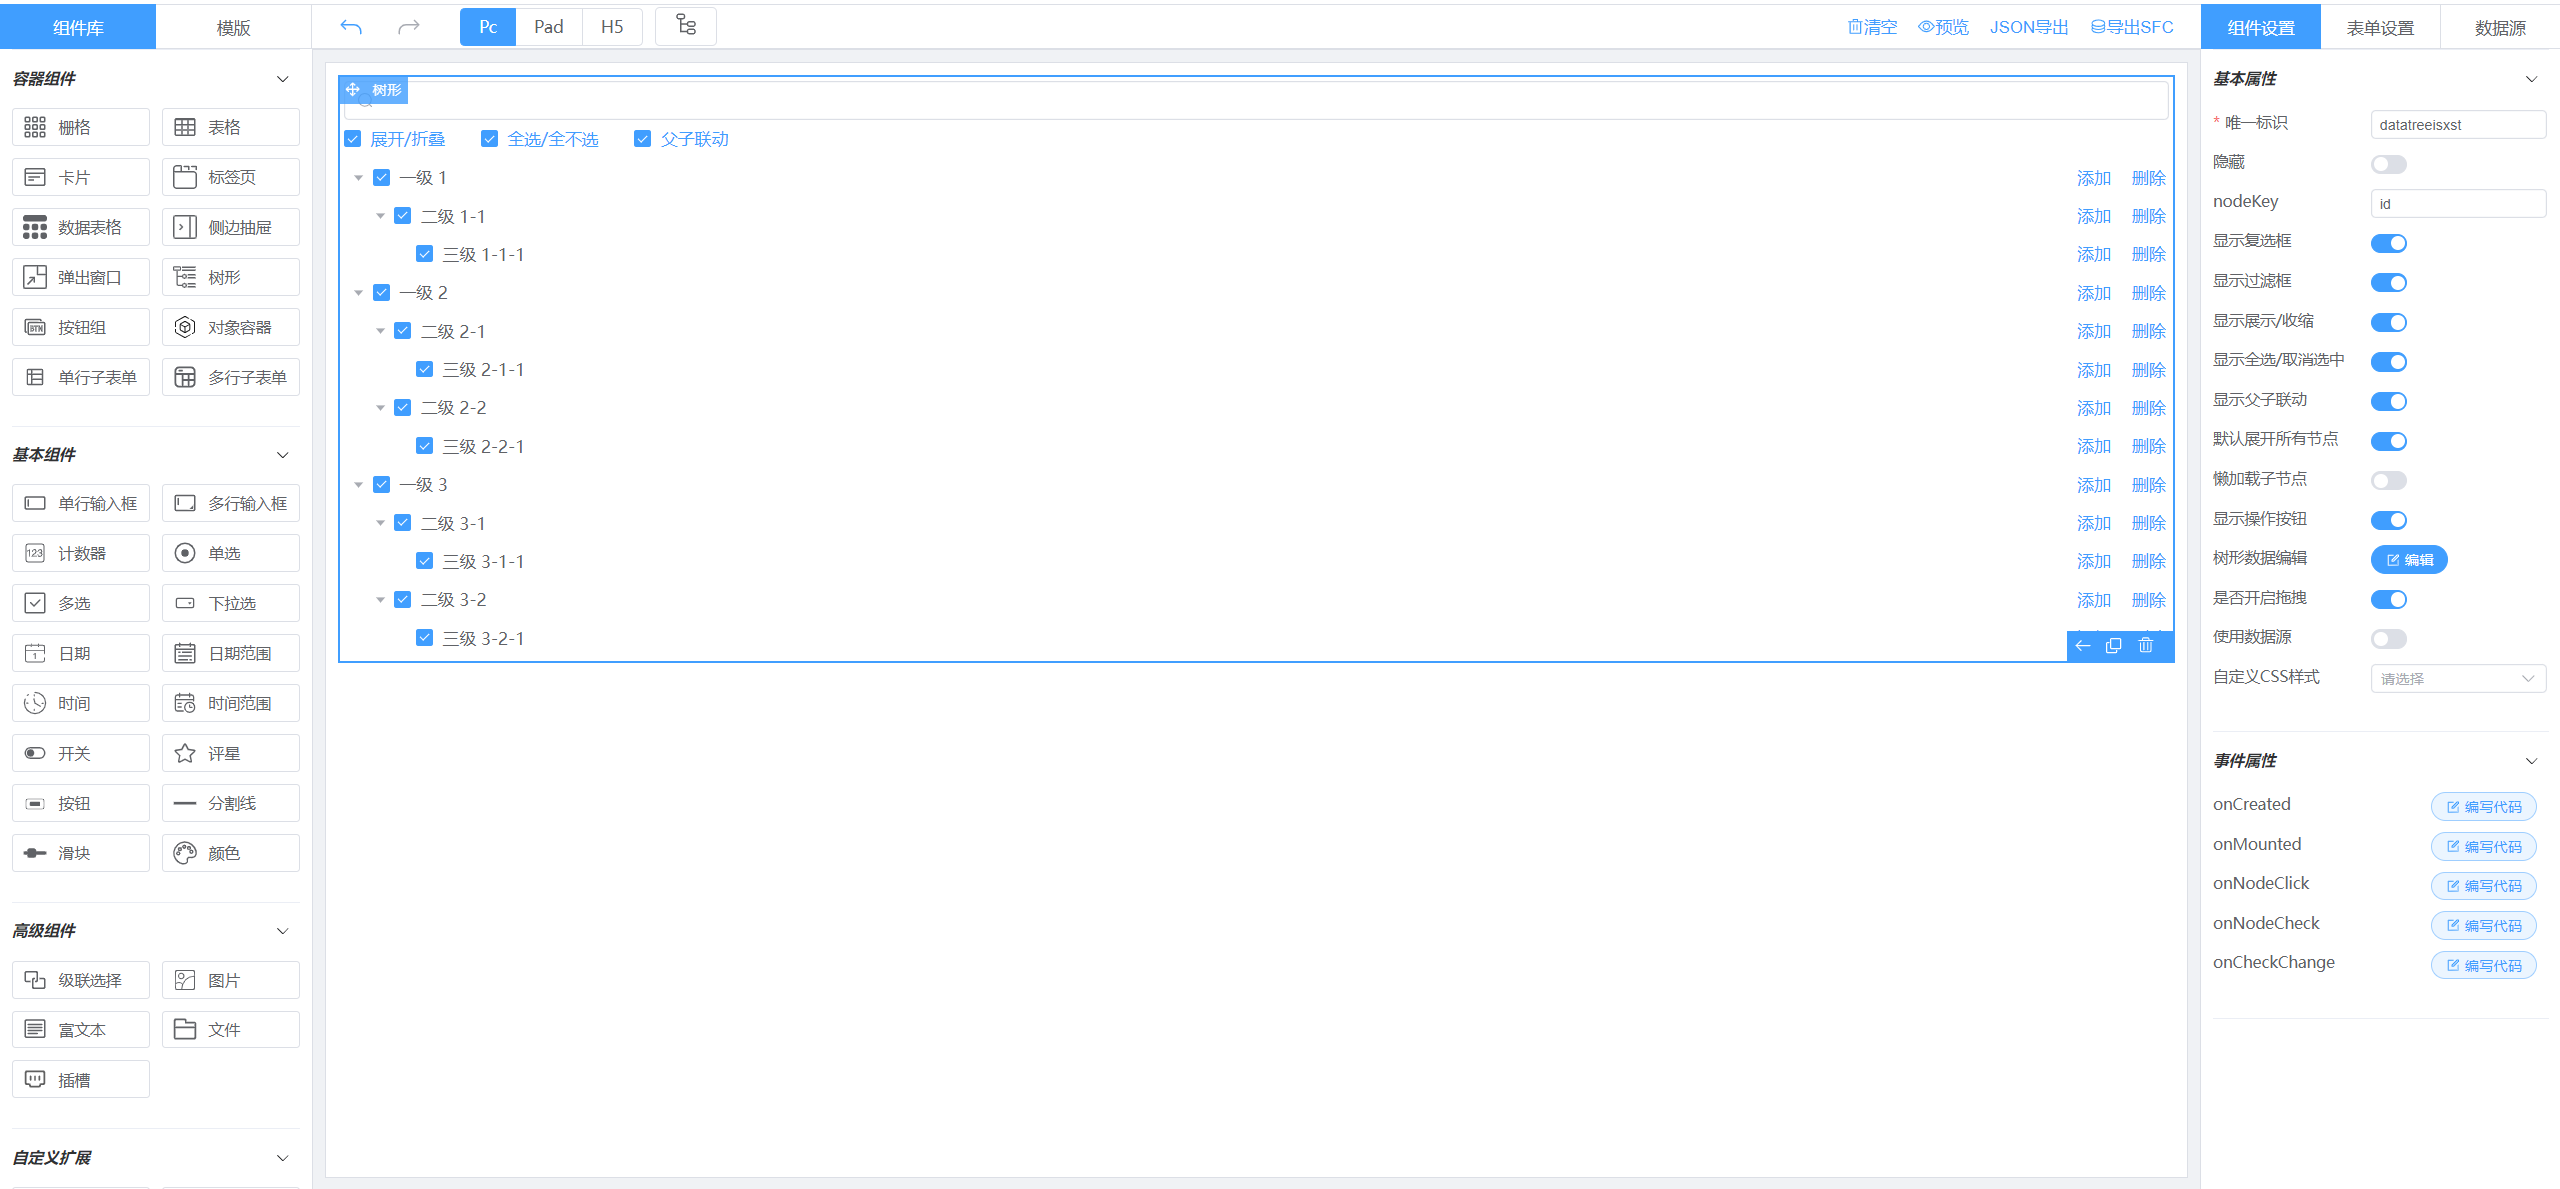 组件库 模版 Pc Pad H5 清空 预览 JSON导出 导出SFC 组件设置 表单设置 数据源
容器组件
栅格 表格
卡片 标签页
数据表格 侧边抽屉
弹出窗口 树形
按钮组 对象容器
单行子表单 多行子表单
基本组件
单行输入框 多行输入框
计数器 单选
多选 下拉选
日期 日期范围
时间 时间范围
开关 评星
按钮 分割线
滑块 颜色
高级组件
级联选择 图片
富文本 文件
插槽
自定义扩展
树形
展开/折叠 全选/全不选 父子联动
一级 1 添加 删除
二级 1-1 添加 删除
三级 1-1-1 添加 删除
一级 2 添加 删除
二级 2-1 添加 删除
三级 2-1-1 添加 删除
二级 2-2 添加 删除
三级 2-2-1 添加 删除
一级 3 添加 删除
二级 3-1 添加 删除
三级 3-1-1 添加 删除
二级 3-2 添加 删除
三级 3-2-1
基本属性
* 唯一标识 datatreeisxst
隐藏
nodeKey id
显示复选框
显示过滤框
显示展示/收缩
显示全选/取消选中
显示父子联动
默认展开所有节点
懒加载子节点
显示操作按钮
树形数据编辑 编辑
是否开启拖拽
使用数据源
自定义CSS样式 请选择
事件属性
onCreated 编写代码
onMounted 编写代码
onNodeClick 编写代码
onNodeCheck 编写代码
onCheckChange 编写代码